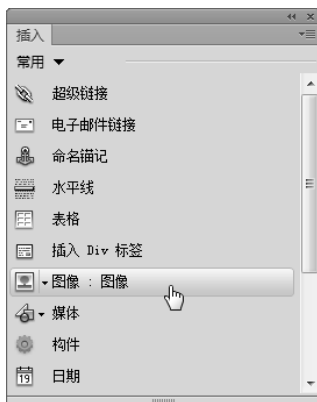 插入
常用
超级链接
电子邮件链接
命名锚记
水平线
表格
插入 Div 标签
图像 : 图像
媒体
构件
19 日期